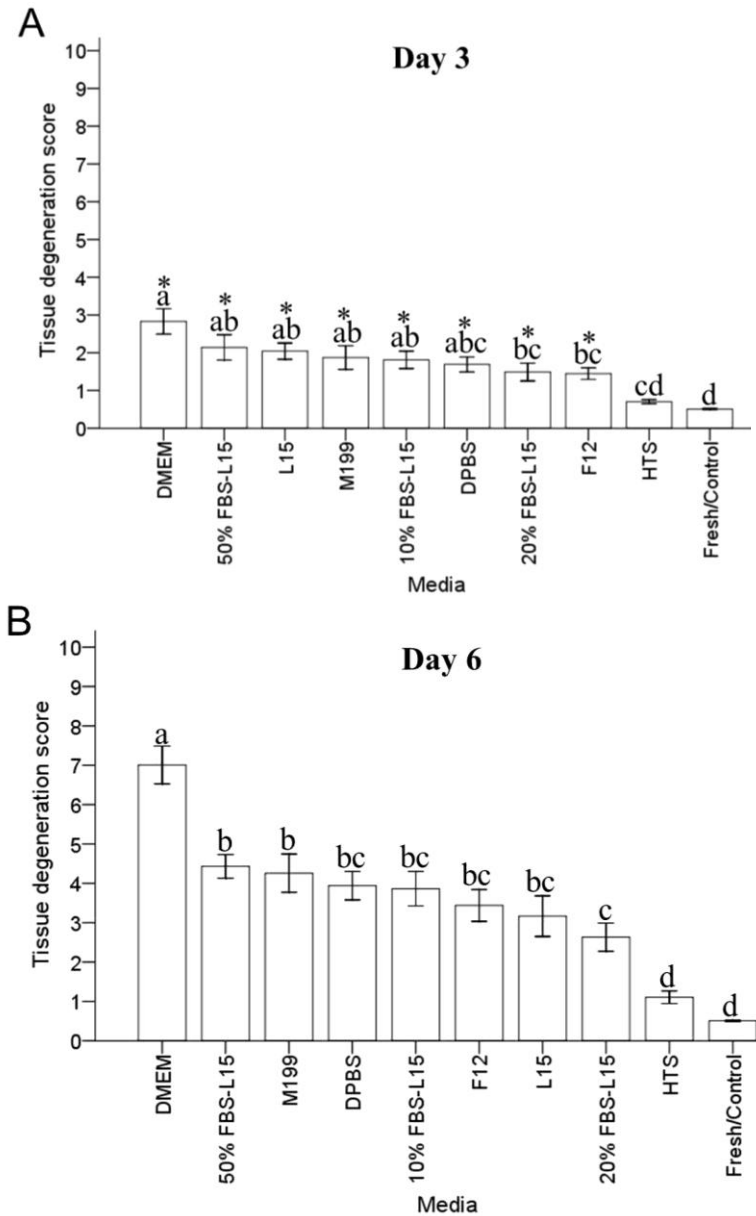 A
Day 3
Tissue degeneration score
10
9
8
7
6
5
4
3
2
1
0
* * * * * * * *
a ab ab ab ab abc bc bc cd d
DMEM
50% FBS-L15
L15
M199
10% FBS-L15
DPBS
20% FBS-L15
F12
HTS
Fresh/Control
Media
B
Day 6
Tissue degeneration score
10
9
8
7
6
5
4
3
2
1
0
a b b bc bc bc bc c d d
DMEM
50% FBS-L15
M199
DPBS
10% FBS-L15
F12
L15
20% FBS-L15
HTS
Fresh/Control
Media